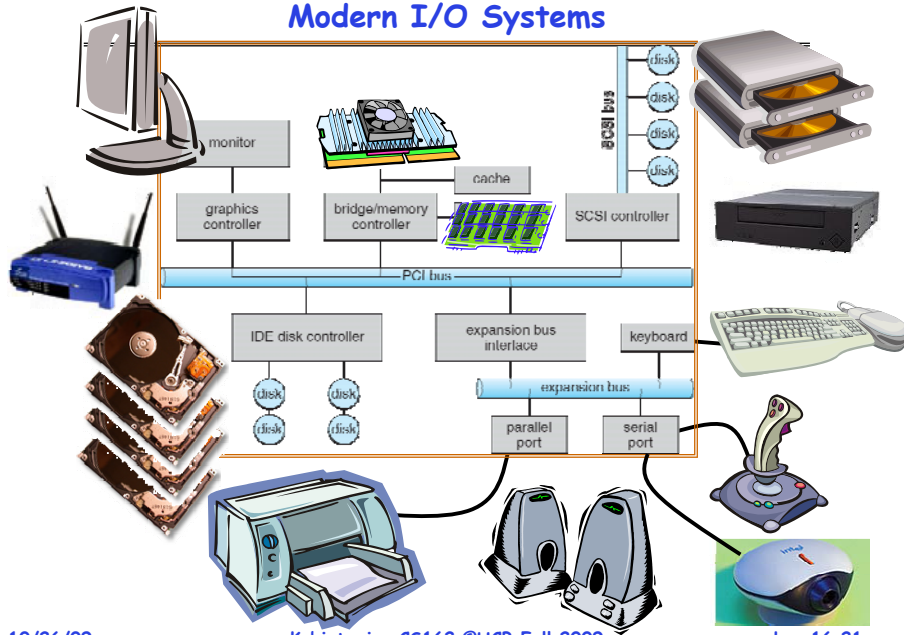 Modern I/O Systems
disk
disk
disk
disk
SCSI bus
monitor
cache
graphics
controller
bridge/memory
controller
SCSI controller
PCI bus
IDE disk controller
expansion bus
interface
keyboard
disk
disk
disk
disk
expansion bus
parallel
port
serial
port
intel